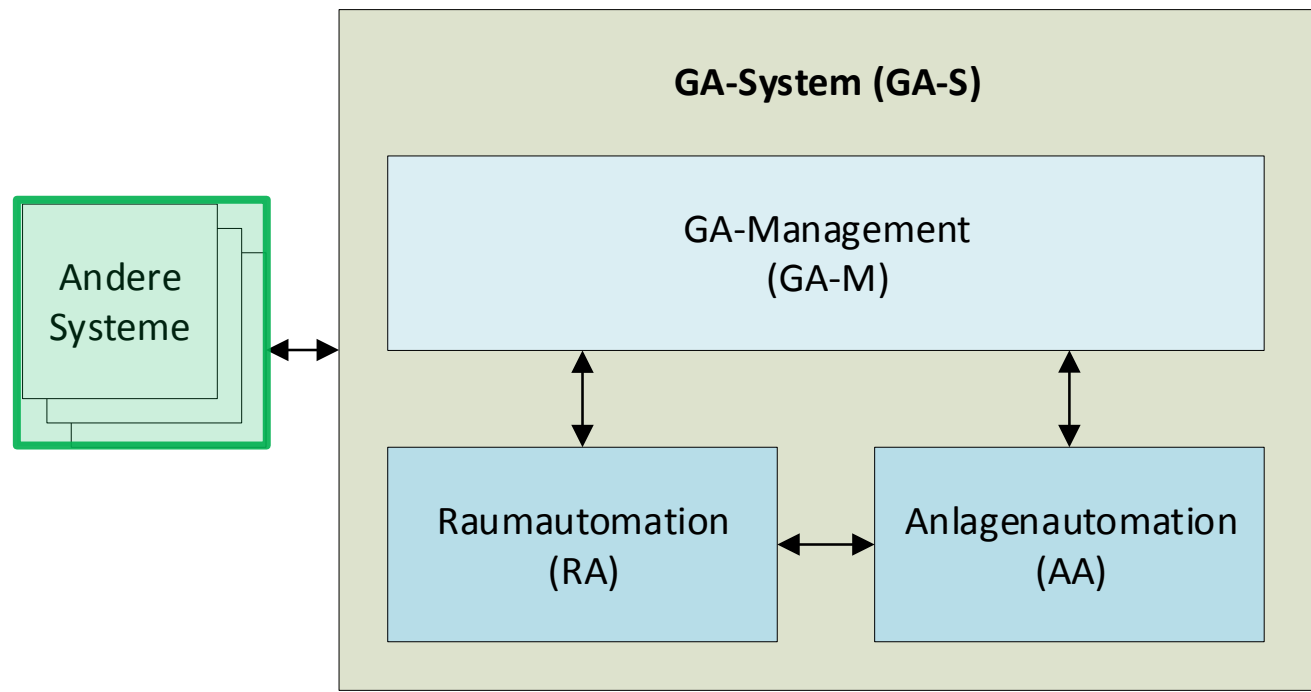 GA-System (GA-S)
GA-Management
(GA-M)
Andere
Systeme
Raumautomation
(RA)
Anlagenautomation
(AA)